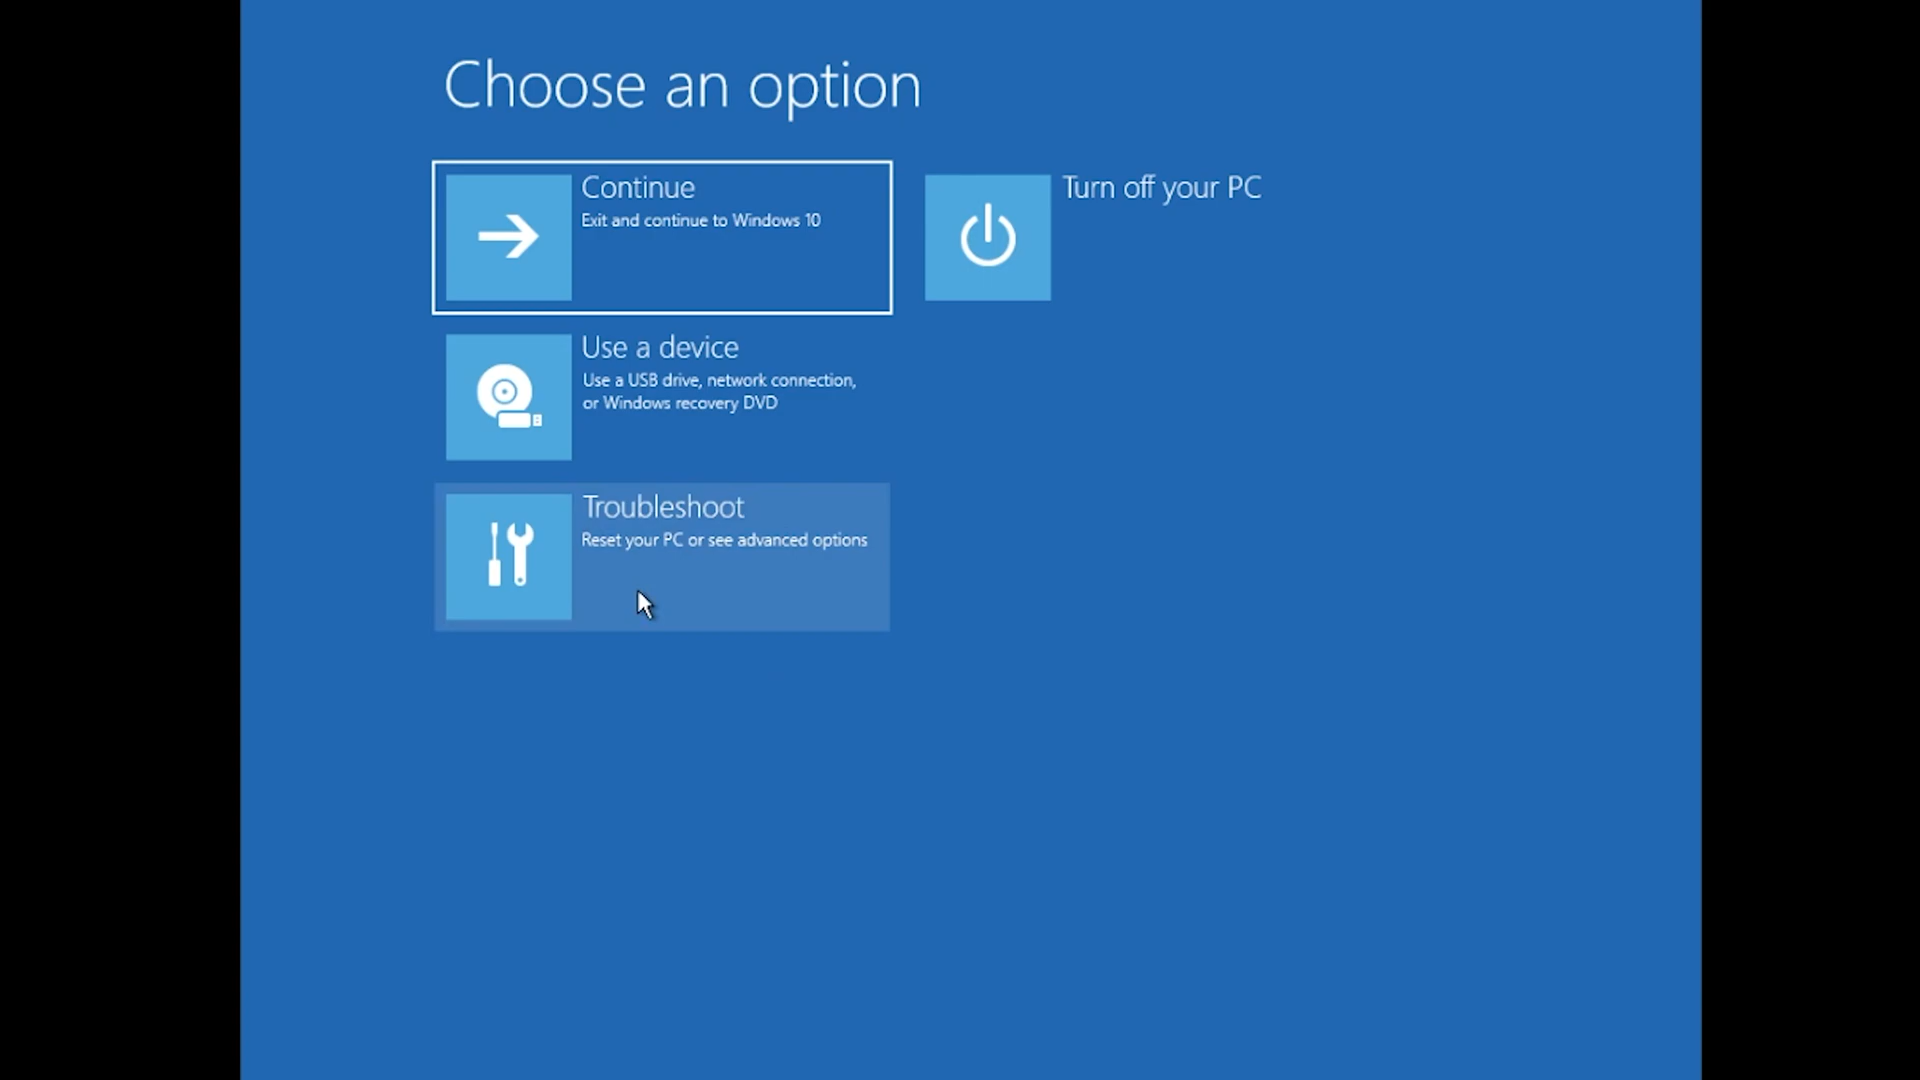 Choose an option
Continue
Exit and continue to Windows 10
Turn off your PC
Use a device
Use a USB drive, network connection,
or Windows recovery DVD
Troubleshoot
Reset your PC or see advanced options